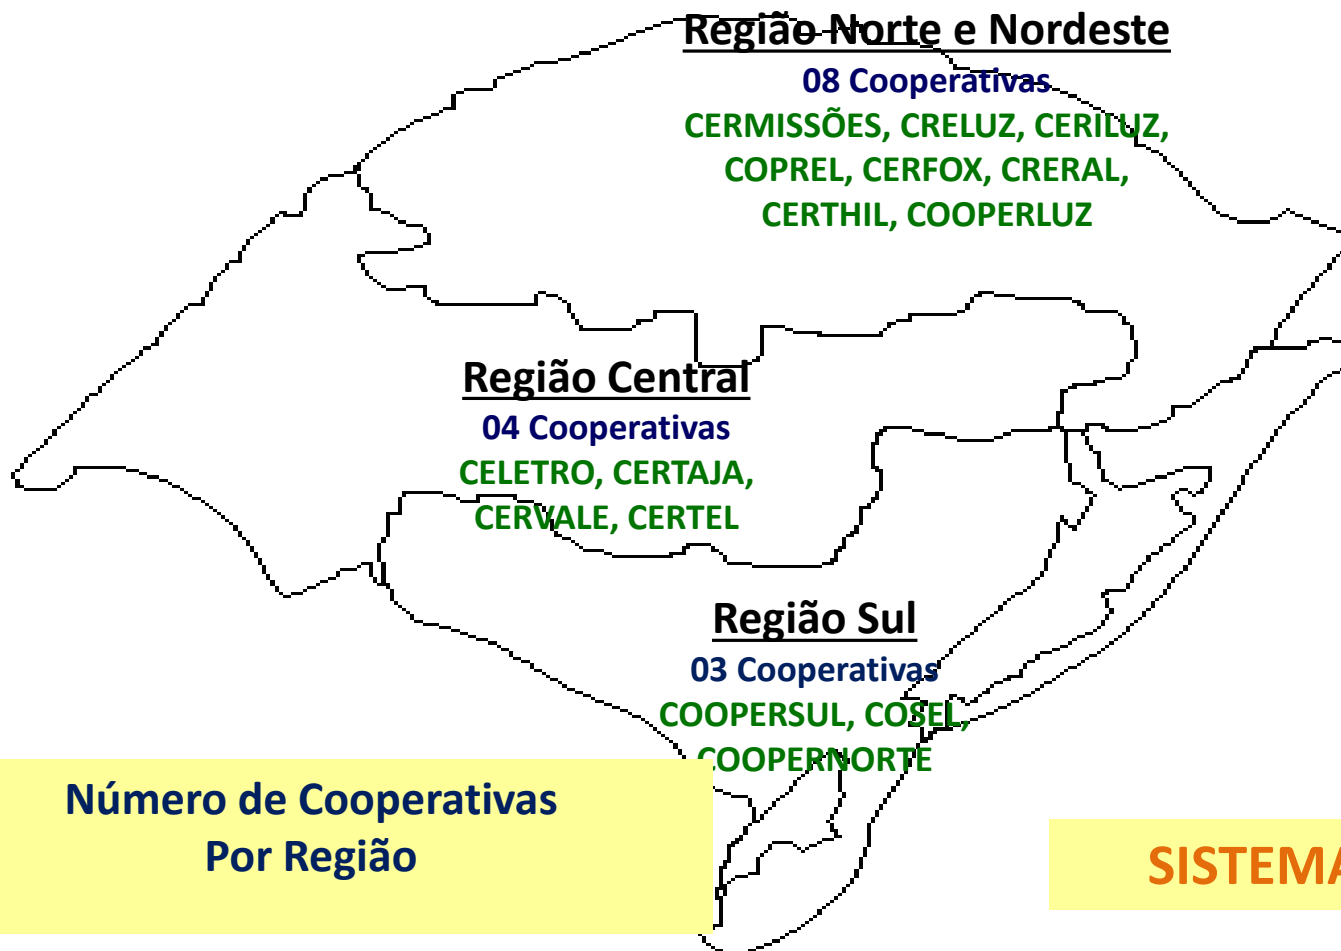 Região Norte e Nordeste
08 Cooperativas
CERMISSÕES, CRELUZ, CERILUZ,
COPREL, CERFOX, CRERAL,
CERTHIL, COOPERLUZ
Região Central
04 Cooperativas
CELETRO, CERTAJA,
CERVALE, CERTEL
Região Sul
03 Cooperativas
COOPERSUL, COSEL,
COOPERNORTE
Número de Cooperativas
Por Região
SISTEMA